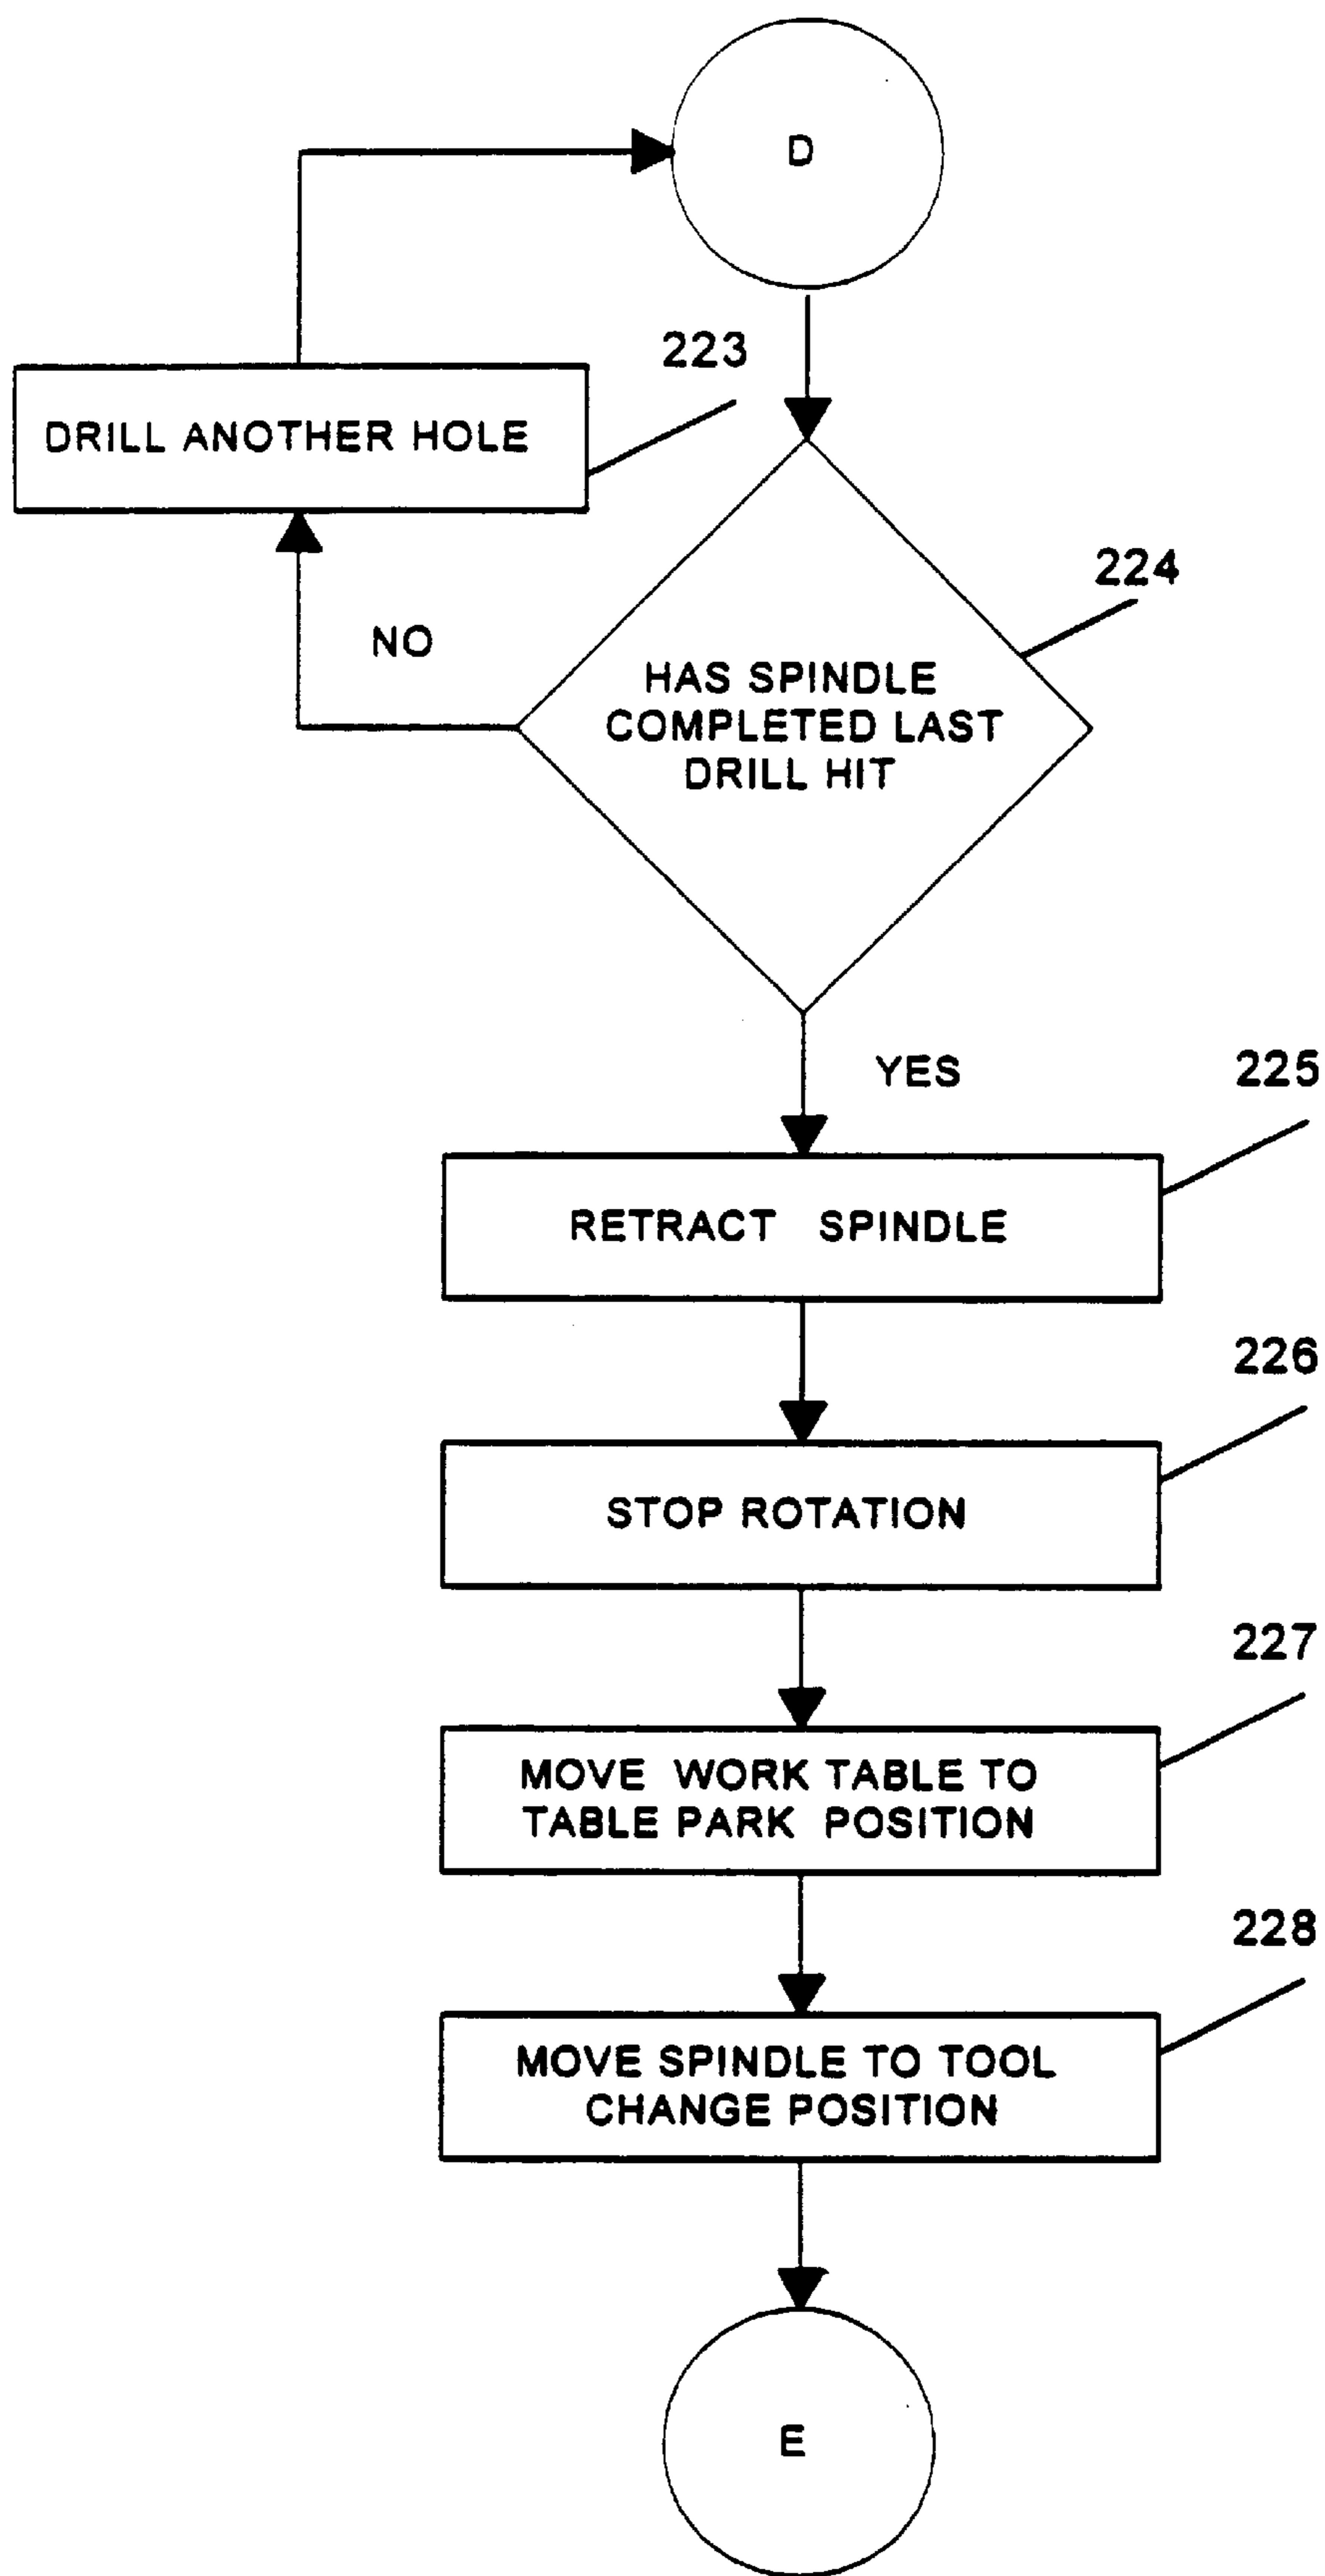 D
223
DRILL ANOTHER HOLE
224
NO
HAS SPINDLE
COMPLETED LAST
DRILL HIT
YES
225
RETRACT SPINDLE
226
STOP ROTATION
227
MOVE WORK TABLE TO
TABLE PARK POSITION
228
MOVE SPINDLE TO TOOL
CHANGE POSITION
E